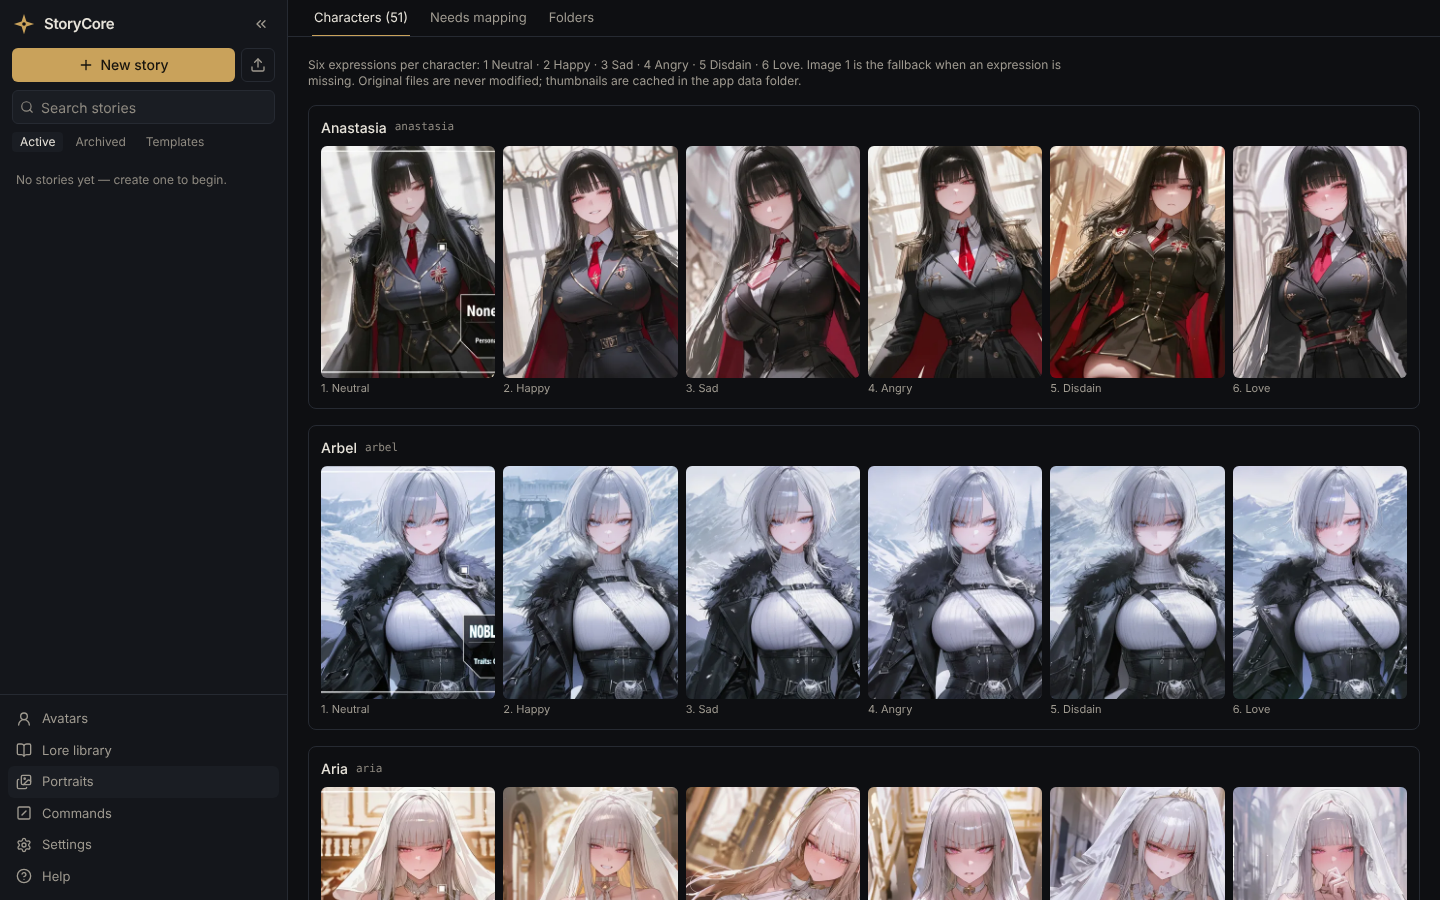 StoryCore
New story
Search stories
Active
Archived
Templates
No stories yet — create one to begin.
Avatars
Lore library
Portraits
Commands
Settings
Help
Characters (51)
Needs mapping
Folders
Six expressions per character: 1 Neutral · 2 Happy · 3 Sad · 4 Angry · 5 Disdain · 6 Love. Image 1 is the fallback when an expression is
missing. Original files are never modified; thumbnails are cached in the app data folder.
Anastasia anastasia
None
Persona
1. Neutral
2. Happy
3. Sad
4. Angry
5. Disdain
6. Love
Arbel arbel
NOBL
Traits:
1. Neutral
2. Happy
3. Sad
4. Angry
5. Disdain
6. Love
Aria aria